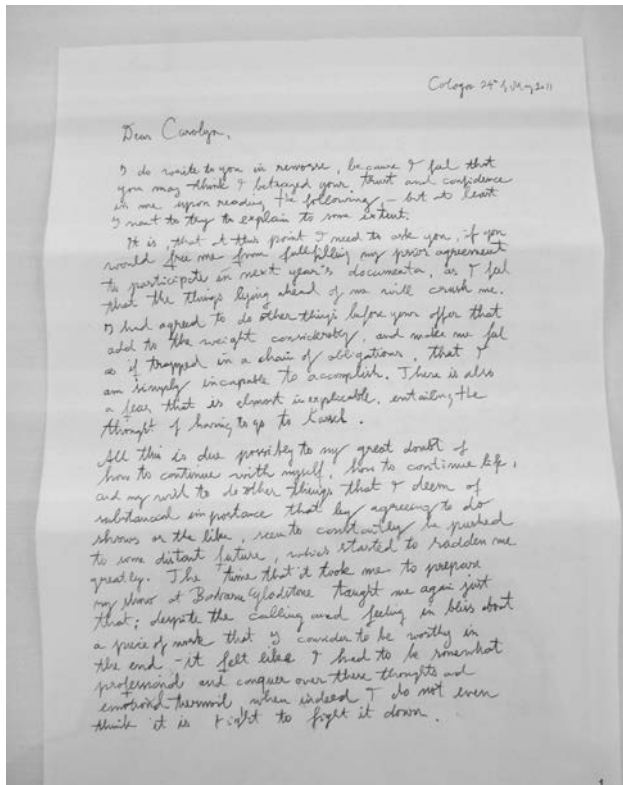 Cologn 24th of May 2011
Dear Carolyn,
I do write to you in remorse, because I feel that
you may think I betrayed your trust and confidence
in me upon reading the following – but at least
I want to try to explain to some extent.
It is, that at this point I need to ask you, if you
would free me from fullfilling my prior agreement
to participate in next year's documenta, as I feel
that the things lying ahead of me will crush me.
I had agreed to do other things before your offer that
add to the weight considerably, and make me feel
as if trapped in a chain of obligations, that I
am simply incapable to accomplish. There is also
a fear that is almost inexplicable, entailing the
thought of having to go to Kassel.
All this is due possibly to my great doubt of
how to continue with myself, how to continue life,
and my wish to do other things that I deem of
substancial importance that by agreeing to do
shows or the like, seem to constantly be pushed
to some distant future, which started to sadden me
greatly. The time that it took me to prepare
my show at Barbara Gladstone taught me again just
that; despite the calling and feeling in bliss about
a piece of work that I consider to be worthy in
the end – it felt like I had to be somewhat
professional and conquer over these thoughts and
emotional turmoil when indeed I do not even
think it is right to fight it down.
1